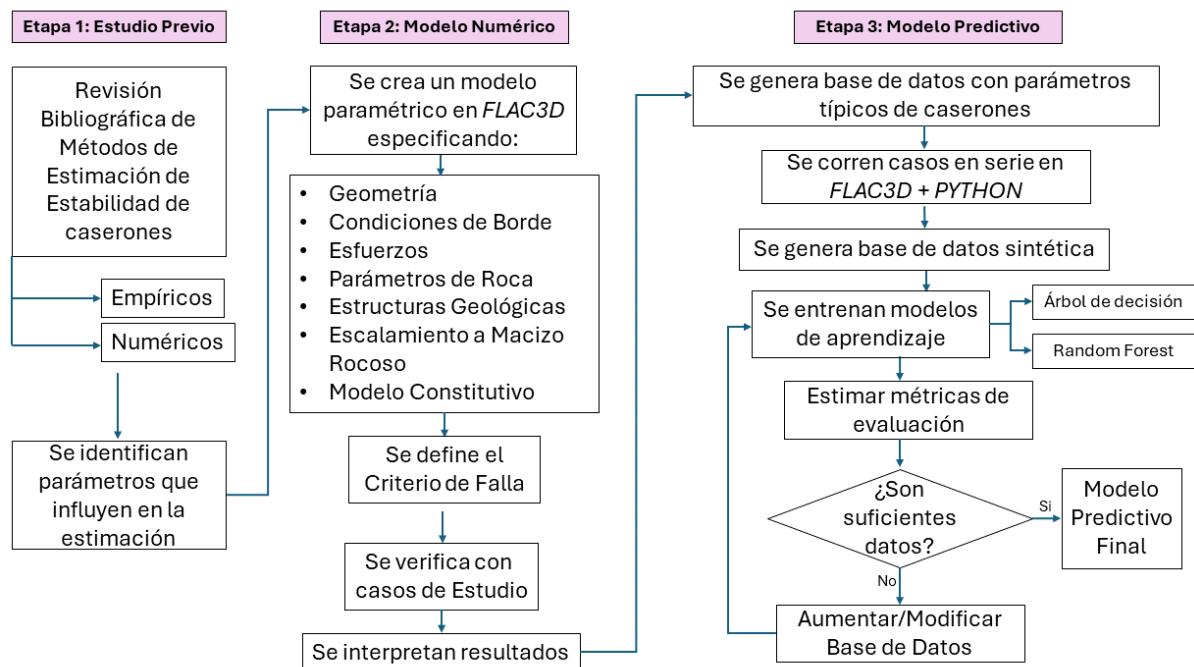 Etapa 1: Estudio Previo
Revisión
Bibliográfica de
Métodos de
Estimación de
Estabilidad de
caserones
Empíricos
Numéricos
Se identifican
parámetros que
influyen en la
estimación
Etapa 2: Modelo Numérico
Se crea un modelo
paramétrico en FLAC3D
especificando:
• Geometría
• Condiciones de Borde
• Esfuerzos
• Parámetros de Roca
• Estructuras Geológicas
• Escalamiento a Macizo
Rocoso
• Modelo Constitutivo
Se define el
Criterio de Falla
Se verifica con
casos de Estudio
Se interpretan resultados
Etapa 3: Modelo Predictivo
Se genera base de datos con parámetros
típicos de caserones
Se corren casos en serie en
FLAC3D + PYTHON
Se genera base de datos sintética
Se entrenan modelos
de aprendizaje
Árbol de decisión
Random Forest
Estimar métricas de
evaluación
¿Son
suficientes
datos?
Si
Modelo
Predictivo
Final
No
Aumentar/Modificar
Base de Datos